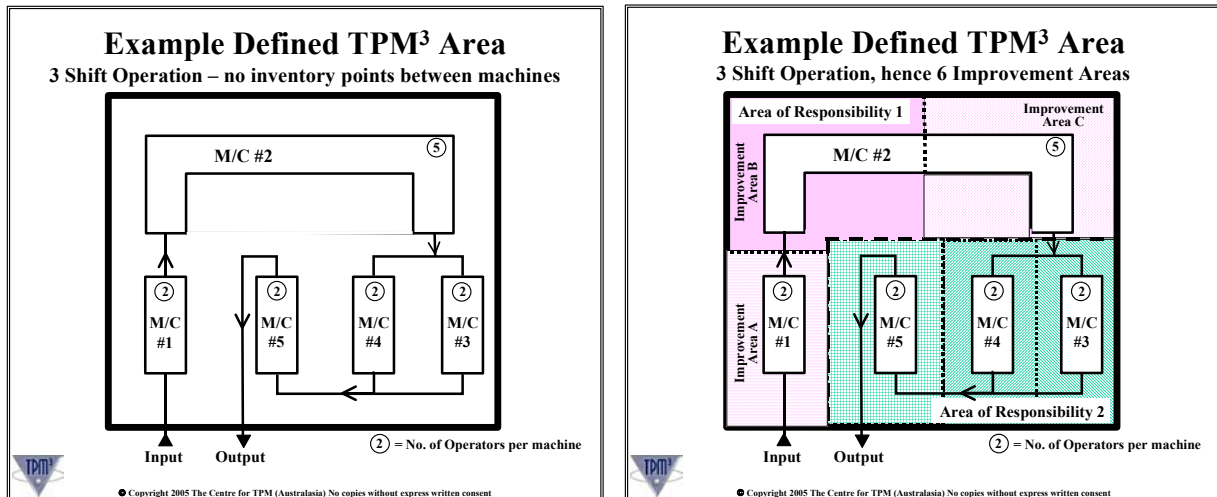 Example Defined TPM³ Area
3 Shift Operation – no inventory points between machines
5
M/C #2
2
M/C
#1
2
M/C
#5
2
M/C
#4
2
M/C
#3
Input
Output
2 = No. of Operators per machine
TPM³
Copyright 2005 The Centre for TPM (Australasia) No copies without express written consent
Example Defined TPM³ Area
3 Shift Operation, hence 6 Improvement Areas
Area of Responsibility 1
Improvement
Area C
Improvement
Area B
5
M/C #2
Improvement
Area A
2
M/C
#1
2
M/C
#5
2
M/C
#4
2
M/C
#3
Area of Responsibility 2
Input
Output
2 = No. of Operators per machine
TPM³
Copyright 2005 The Centre for TPM (Australasia) No copies without express written consent